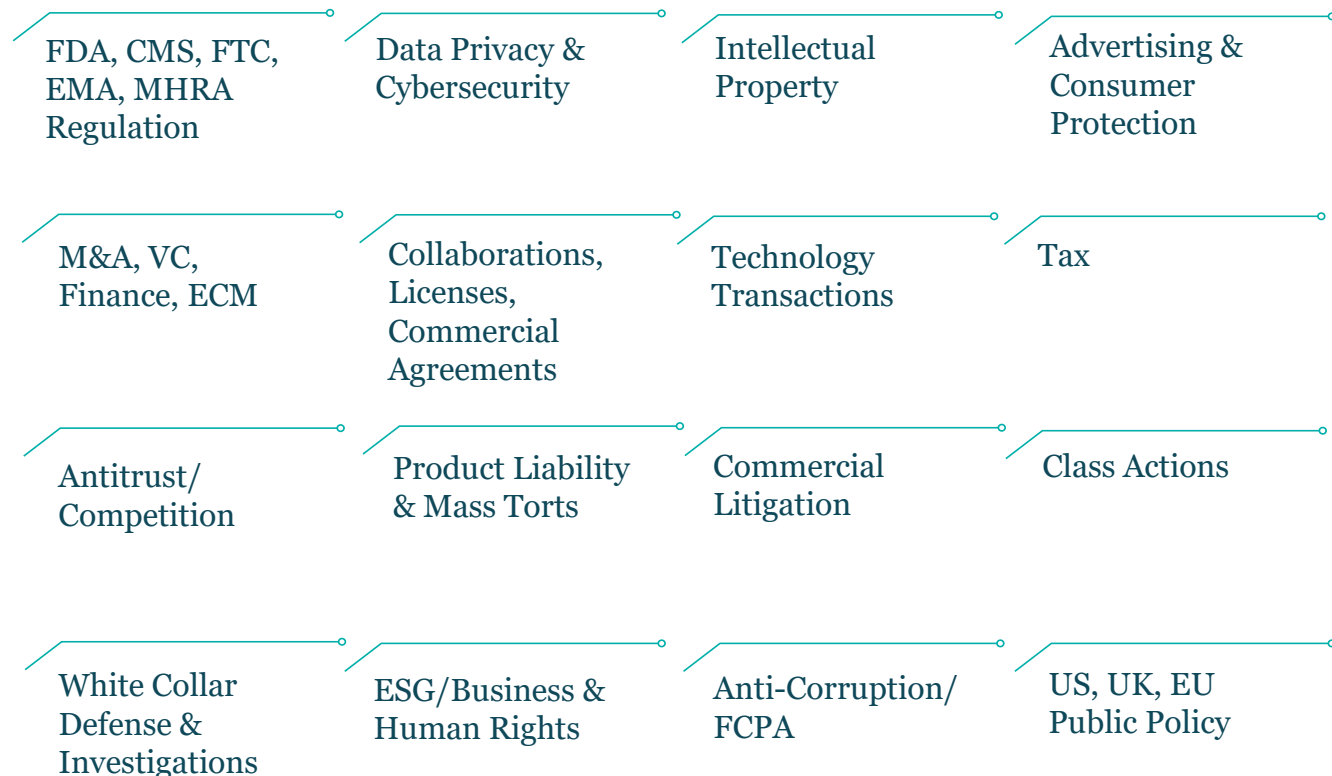 FDA, CMS, FTC,
EMA, MHRA
Regulation
Data Privacy &
Cybersecurity
Intellectual
Property
Advertising &
Consumer
Protection
M&A, VC,
Finance, ECM
Collaborations,
Licenses,
Commercial
Agreements
Technology
Transactions
Tax
Antitrust/
Competition
Product Liability
& Mass Torts
Commercial
Litigation
Class Actions
White Collar
Defense &
Investigations
ESG/Business &
Human Rights
Anti-Corruption/
FCPA
US, UK, EU
Public Policy